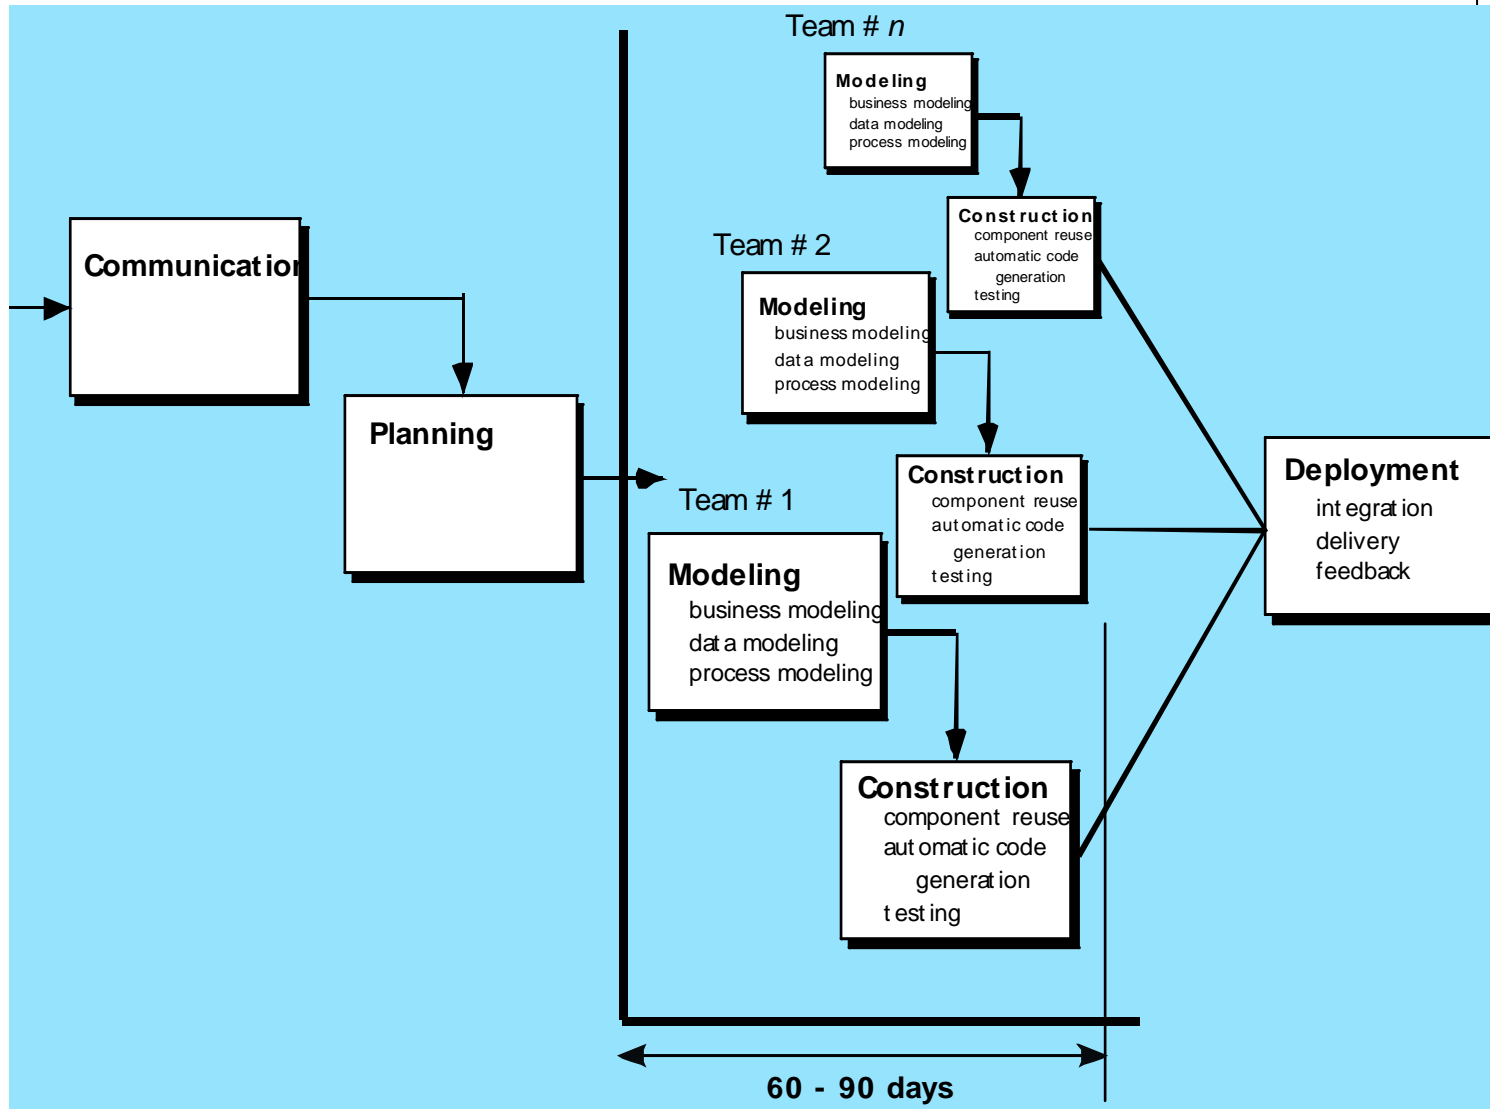 Team # n
Modeling
business modeling
data modeling
process modeling
Construction
component reuse
automatic code
generation
testing
Communication
Team # 2
Modeling
business modeling
data modeling
process modeling
Planning
Construction
component reuse
automatic code
generation
testing
Team # 1
Modeling
business modeling
data modeling
process modeling
Deployment
integration
delivery
feedback
Construction
component reuse
automatic code
generation
testing
60 - 90 days